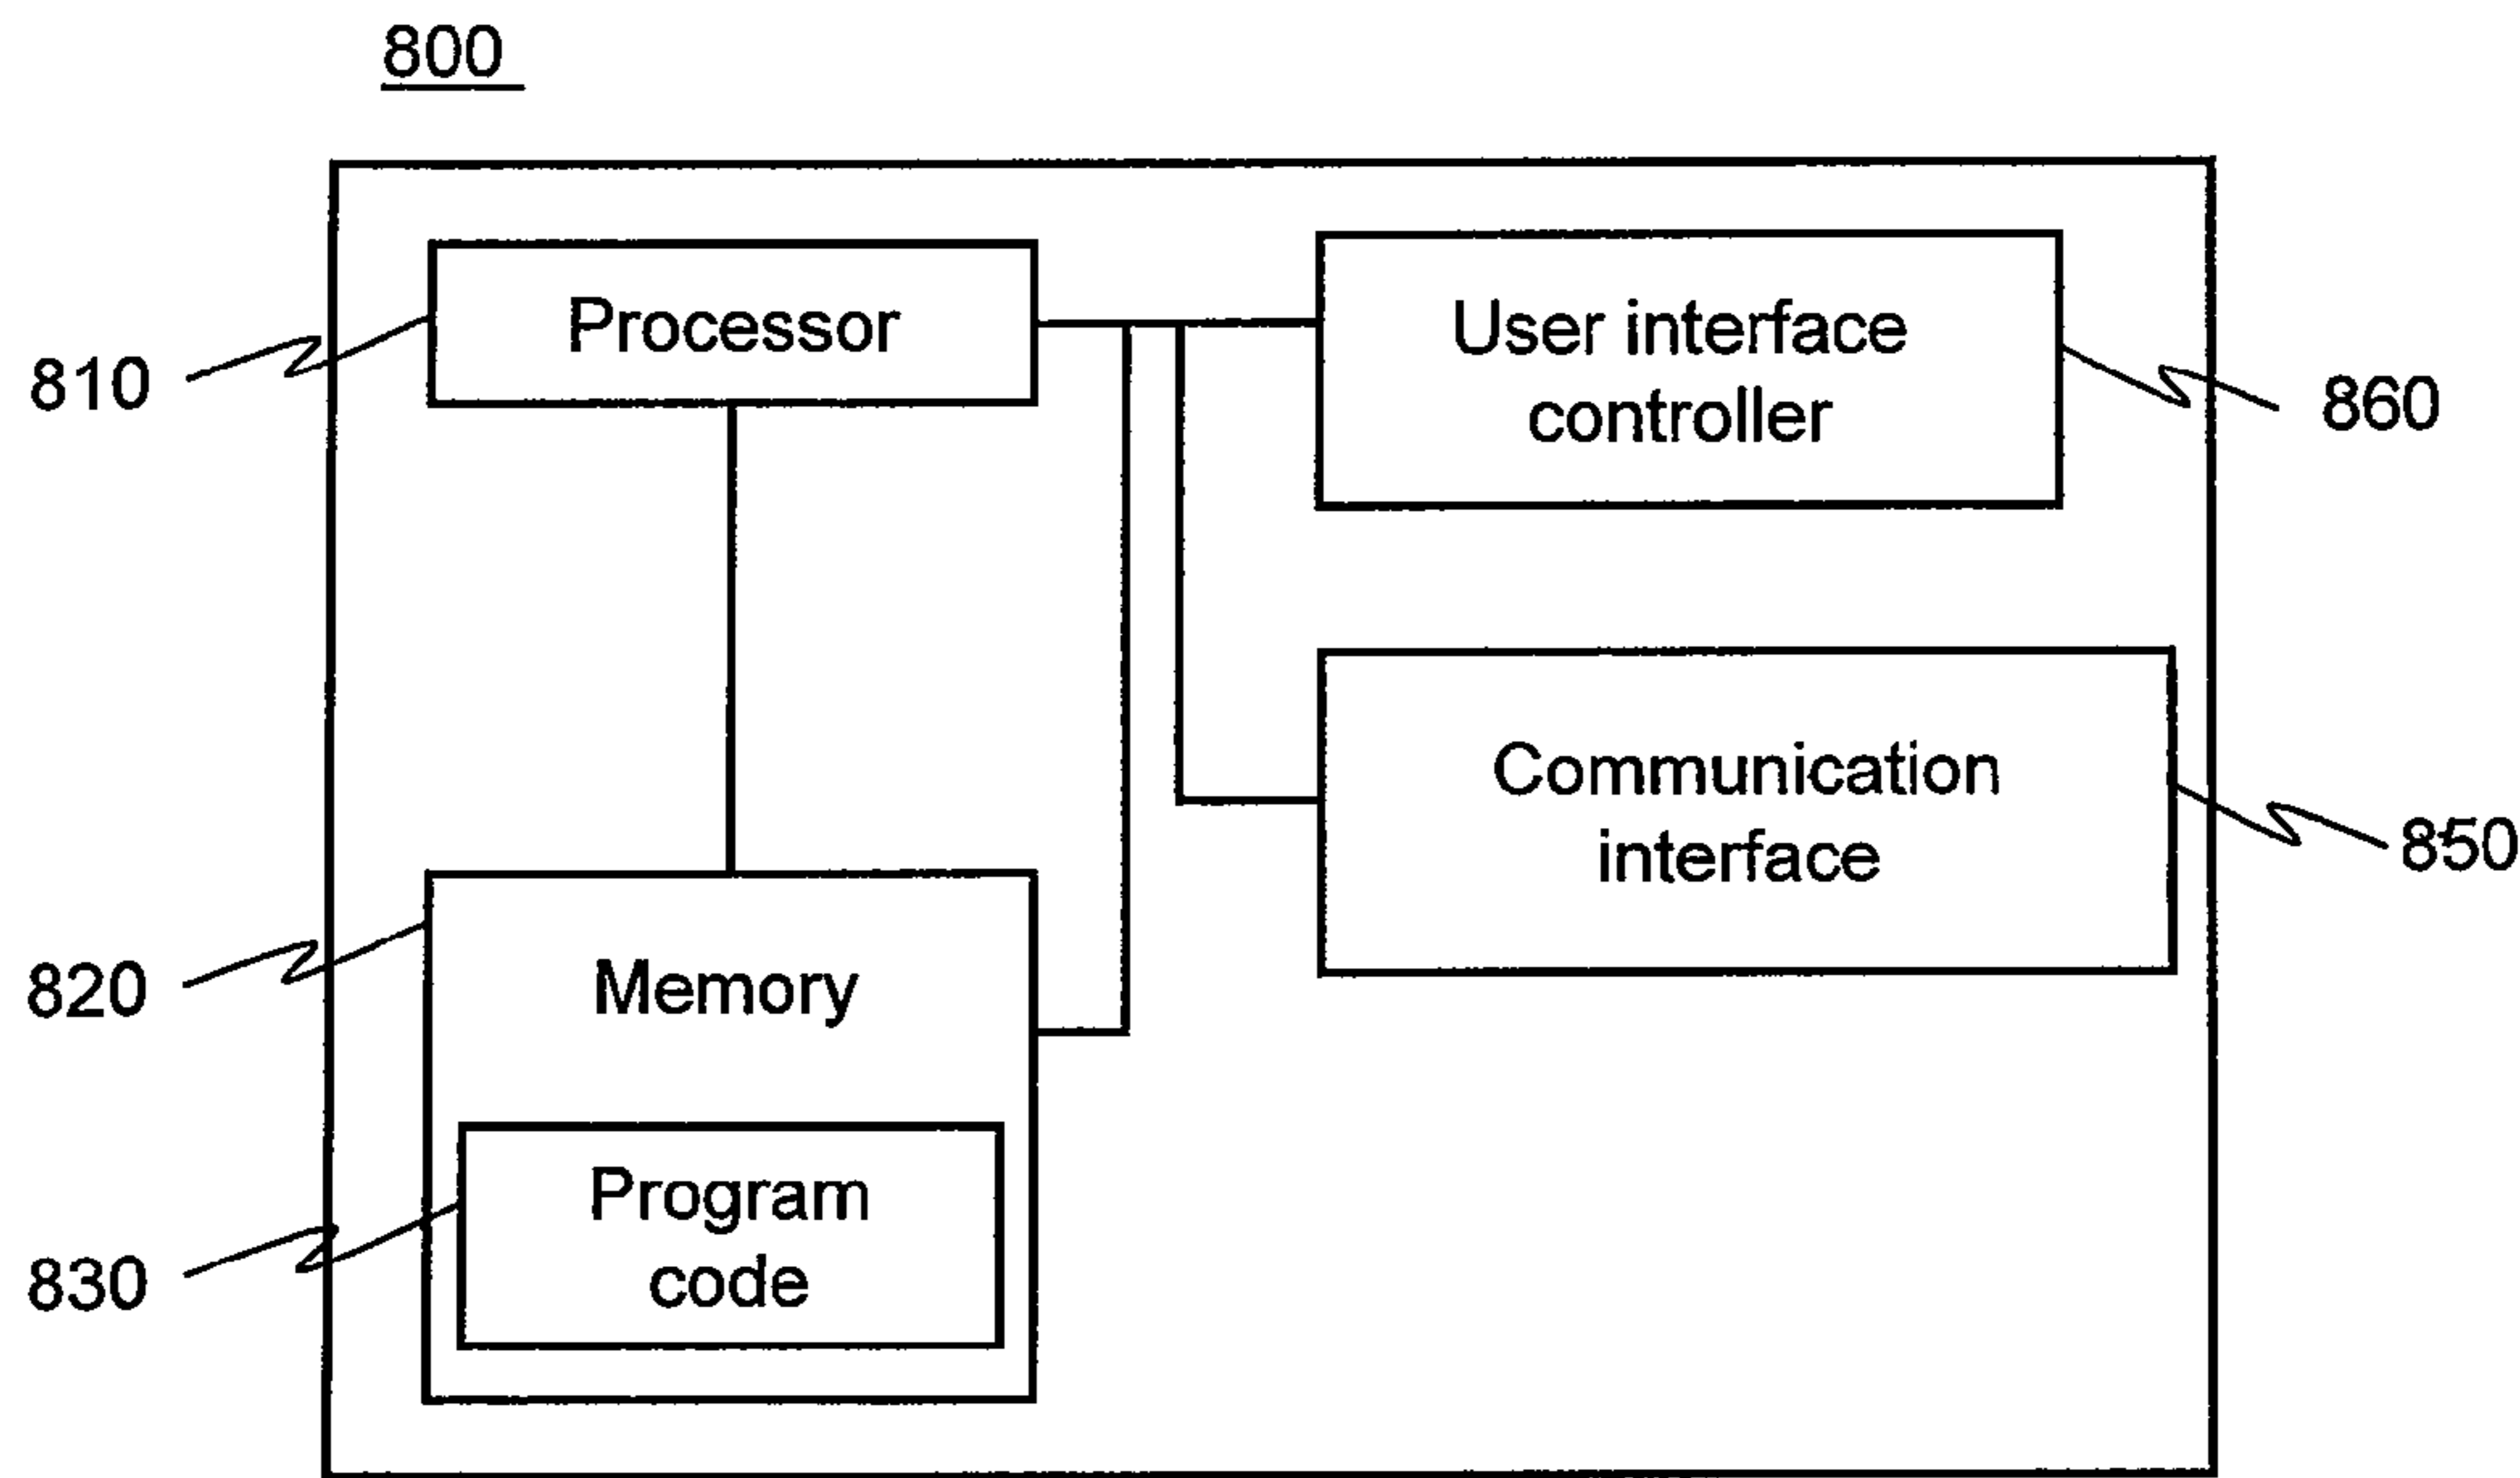 800
Processor
User interface
controller
810
860
Communication
interface
850
820
Memory
Program
code
830